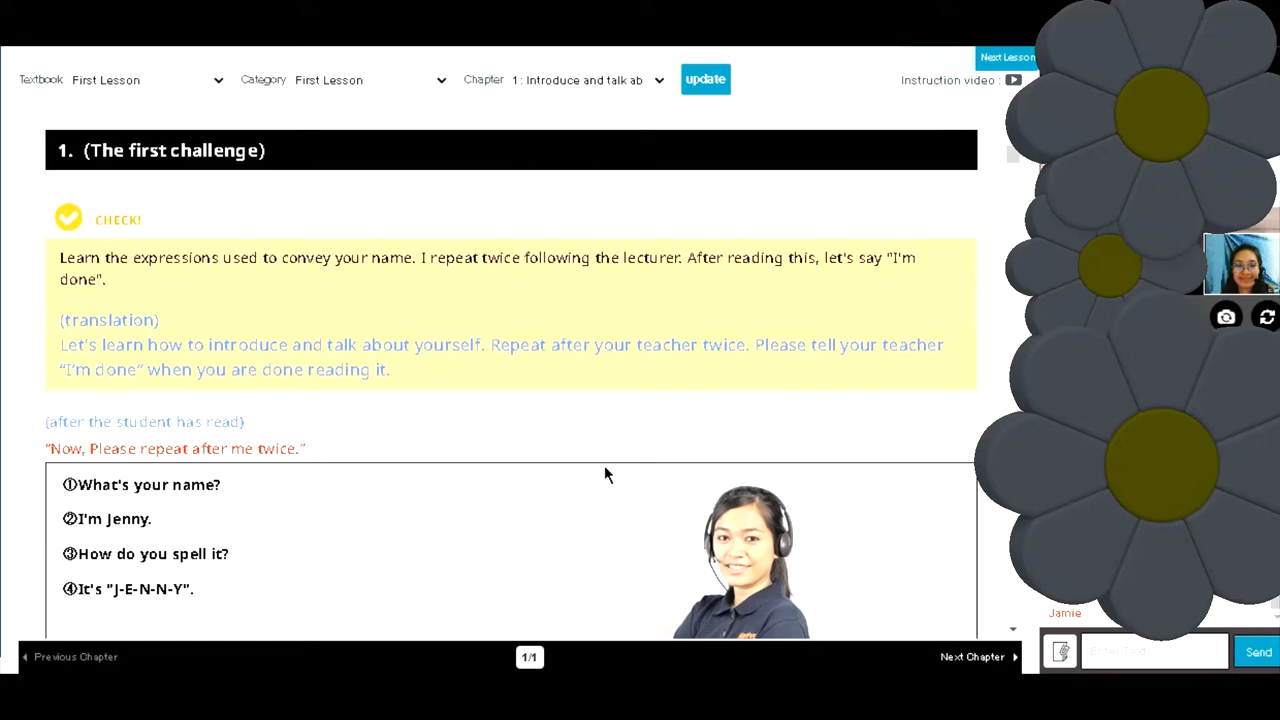 Next Lesson
Textbook First Lesson Category First Lesson Chapter 1: Introduce and talk ab update Instruction video :
1. (The first challenge)
CHECK!
Learn the expressions used to convey your name. I repeat twice following the lecturer. After reading this, let's say "I'm
done".
(translation)
Let's learn how to introduce and talk about yourself. Repeat after your teacher twice. Please tell your teacher
“I'm done” when you are done reading it.
(after the student has read)
“Now, Please repeat after me twice.”
①What's your name?
②I'm Jenny.
③How do you spell it?
④It's "J-E-N-N-Y".
Jamie
Previous Chapter 1/1 Next Chapter
Enter Text Send